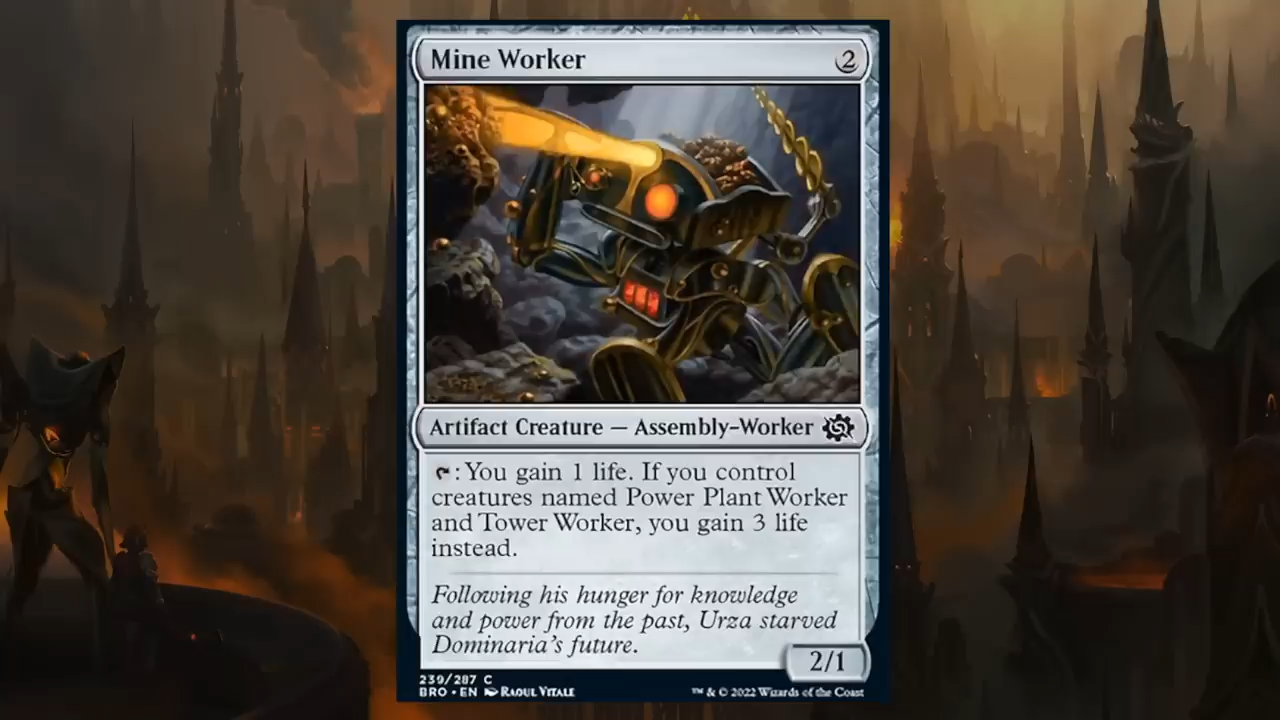 Mine Worker
2
Artifact Creature — Assembly-Worker
: You gain 1 life. If you control
creatures named Power Plant Worker
and Tower Worker, you gain 3 life
instead.
Following his hunger for knowledge
and power from the past, Urza starved
Dominaria's future.
2/1
239/287 C
BRO • EN Raoul Vitale
™ & © 2022 Wizards of the Coast